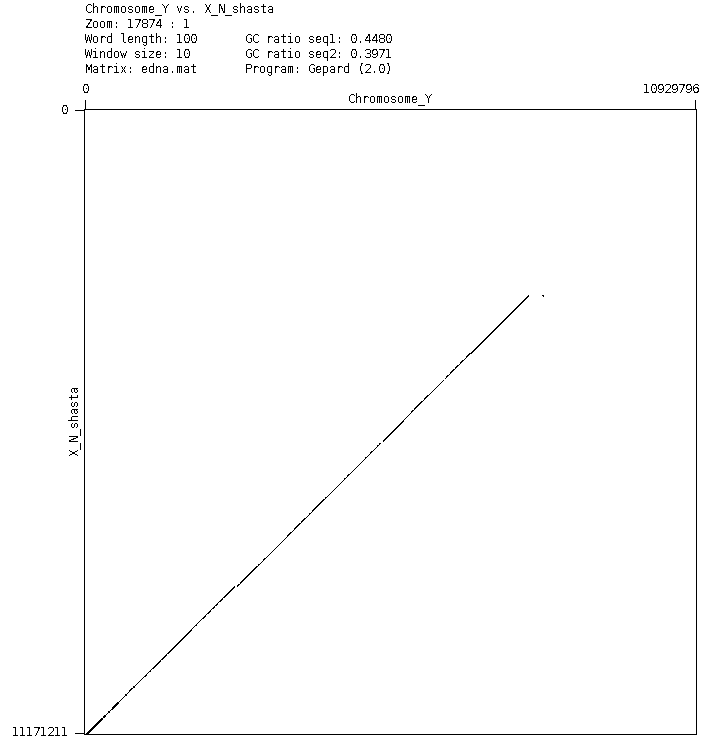 Chromosome_Y vs. X_N_shasta
Zoom: 17874 : 1
Word length: 100 GC ratio seq1: 0.4480
Window size: 10 GC ratio seq2: 0.3971
Matrix: edna.mat Program: Gepard (2.0)
0 10929796
Chromosome_Y
0
X_N_shasta
11171211